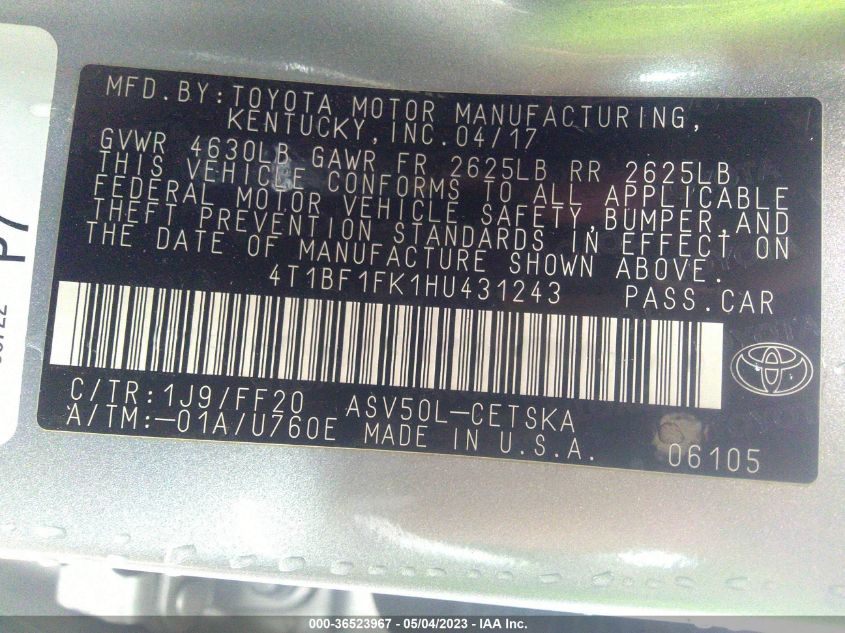 MFD.BY:TOYOTA MOTOR MANUFACTURING,
KENTUCKY,INC.04/17
GVWR 4630LB GAWR FR 2625LB RR 2625LB
THIS VEHICLE CONFORMS TO ALL APPLICABLE
FEDERAL MOTOR VEHICLE SAFETY,BUMPER,AND
THEFT PREVENTION STANDARDS IN EFFECT ON
THE DATE OF MANUFACTURE SHOWN ABOVE.
4T1BF1FK1HU431243 PASS.CAR
C/TR:1J9/FF20 ASV50L-CETSKA
A/TM:-01A/U760E MADE IN U.S.A. 06105
P7
000-36523967 - 05/04/2023 - IAA Inc.